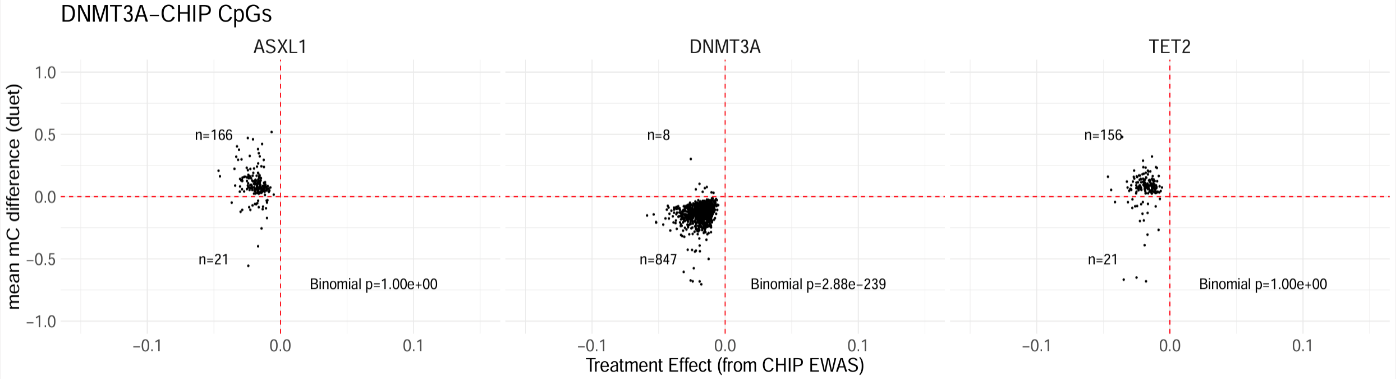 DNMT3A−CHIP CpGs
ASXL1 DNMT3A TET2
mean mC difference (duet)
1.0
0.5
0.0
−0.5
−1.0
n=166 n=8 n=156
n=21 n=847 n=21
Binomial p=1.00e+00 Binomial p=2.88e−239 Binomial p=1.00e+00
−0.1 0.0 0.1 −0.1 0.0 0.1 −0.1 0.0 0.1
Treatment Effect (from CHIP EWAS)